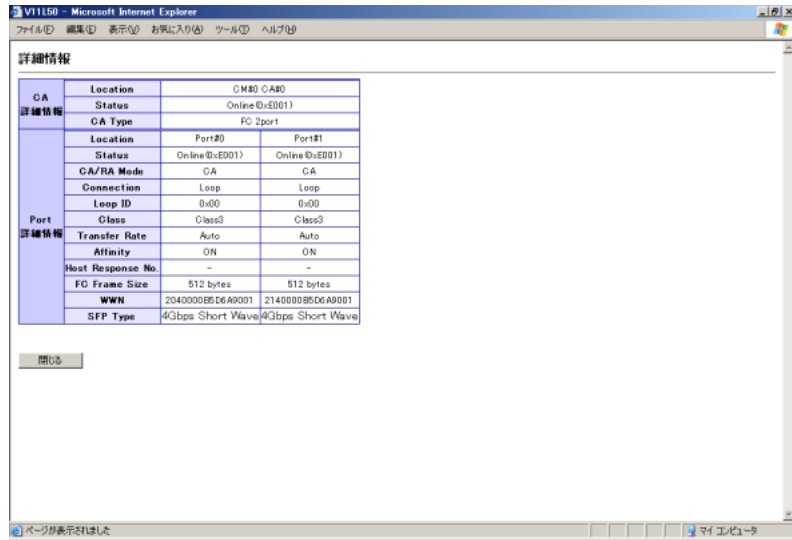 V11L50 - Microsoft Internet Explorer
ファイル(F) 編集(E) 表示(V) お気に入り(A) ツール(T) ヘルプ(H)
詳細情報
CA詳細情報 Location CM#0 CA#0
Status Online(0xE001)
CA Type FC 2port
Port詳細情報 Location Port#0 Port#1
Status Online(0xE001) Online(0xE001)
CA/RA Mode CA CA
Connection Loop Loop
Loop ID 0x00 0x00
Class Class3 Class3
Transfer Rate Auto Auto
Affinity ON ON
Host Response No. - -
FC Frame Size 512 bytes 512 bytes
WWN 2040000B5D6A9001 2140000B5D6A9001
SFP Type 4Gbps Short Wave 4Gbps Short Wave
閉じる
ページが表示されました マイ コンピュータ